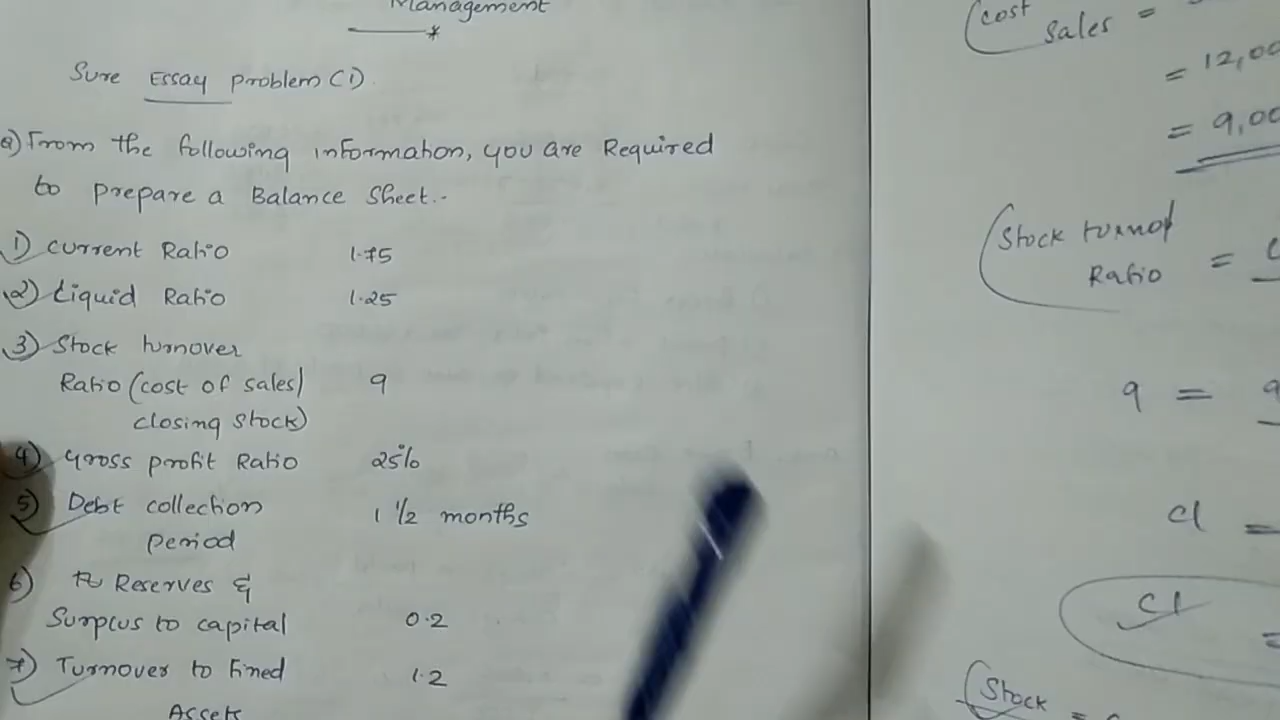 Management
Sure Essay problem (1)
Q) From the following information, you are Required
to prepare a Balance Sheet.-
1) current Ratio 1.75
2) Liquid Ratio 1.25
3) Stock turnover
Ratio (cost of sales/ 9
closing stock)
4) Gross profit Ratio 25%
5) Debt collection 1 1/2 months
period
6) Reserves &
Surplus to capital 0.2
7) Turnover to Fined 1.2
Assets
(cost
sales =
= 12,00
= 9,00
(Stock turnof
Ratio =
9 = 9
cl =
cl =
(Stock =